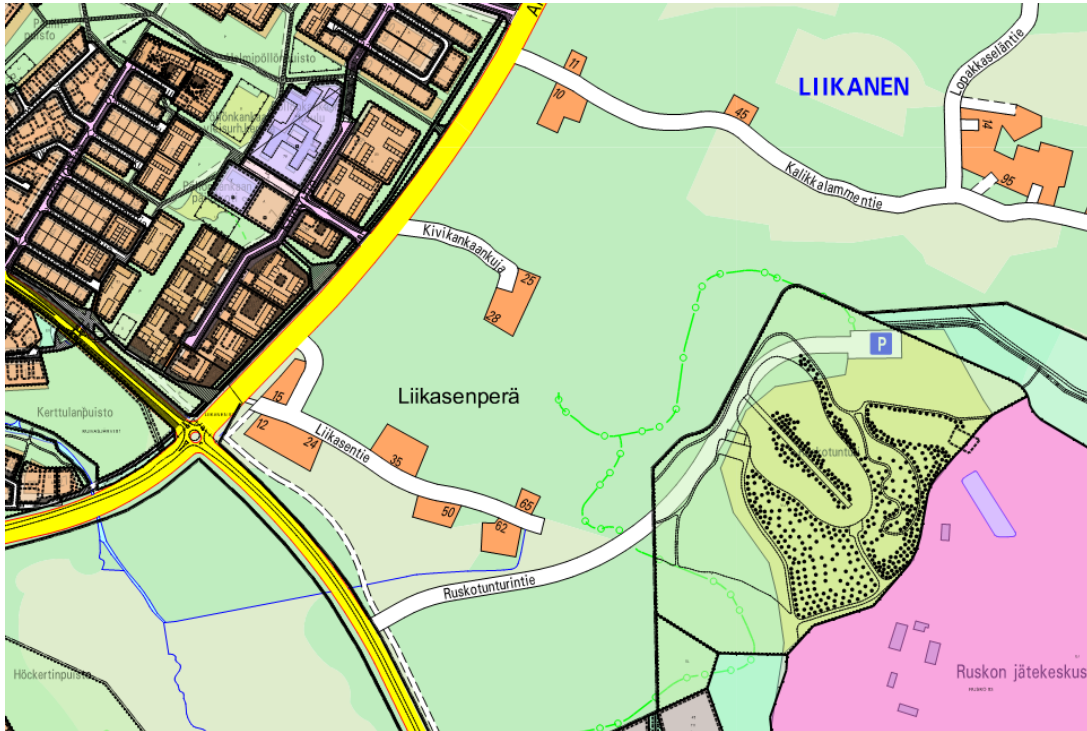 LIIKANEN
Lopakkaseläntie
11
10
45
14
95
Kalikkalammentie
Kivikankaankuja
25
28
P
Liikasenperä
Kerttulanpuisto
15
12
24
Liikasentie
35
50
62
65
Ruskotunturintie
Höckertinpuisto
Ruskon jätekeskus